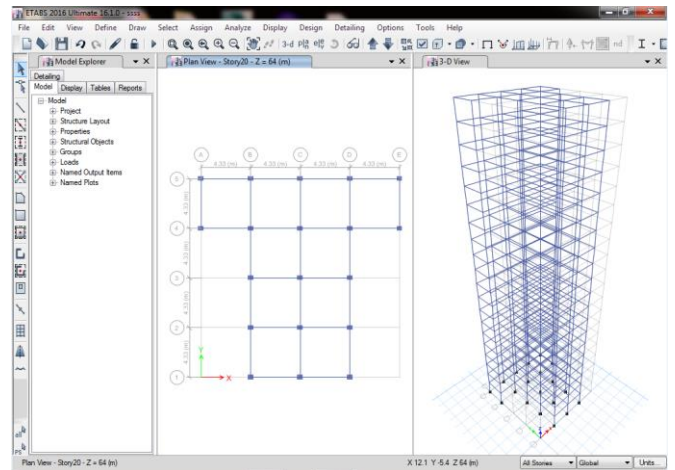 ETABS 2016 Ultimate 16.1.0 - ssss
File Edit View Define Draw Select Assign Analyze Display Design Detailing Options Tools Help
3-d
nd
Model Explorer
Detailing
Model Display Tables Reports
Model
Project
Structure Layout
Properties
Structural Objects
Groups
Loads
Named Output Items
Named Plots
Plan View - Story20 - Z = 64 (m)
A B C D E
4.33 (m) 4.33 (m) 4.33 (m) 4.33 (m)
5
4.33 (m)
4
4.33 (m)
3
4.33 (m)
2
4.33 (m)
1
Y
X
3-D View
Plan View - Story20 - Z = 64 (m)
X 12.1 Y -5.4 Z 64 (m)
All Stories
Global
Units...